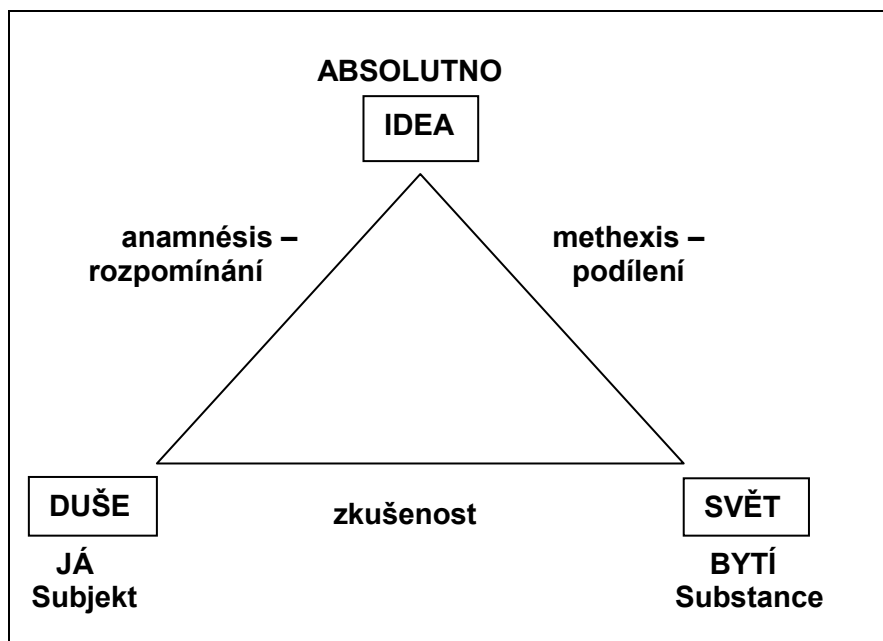 ABSOLUTNO
IDEA
anamnésis –
rozpomínání
methexis –
podílení
DUŠE
zkušenost
SVĚT
JÁ
Subjekt
BYTÍ
Substance